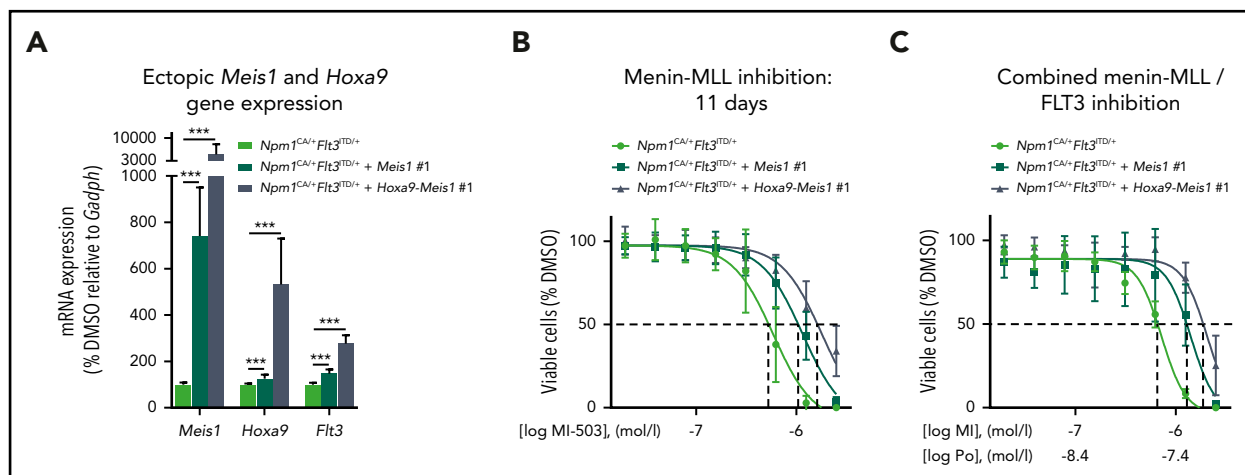 A
Ectopic Meis1 and Hoxa9
gene expression
mRNA expression
(% DMSO relative to Gadph)
10000
3000
1000
800
600
400
200
0
***
***
***
***
***
***
Npm1CA/+Flt3ITD/+
Npm1CA/+Flt3ITD/+ + Meis1 #1
Npm1CA/+Flt3ITD/+ + Hoxa9-Meis1 #1
Meis1 Hoxa9 Flt3
B
Menin-MLL inhibition:
11 days
Npm1CA/+Flt3ITD/+
Npm1CA/+Flt3ITD/+ + Meis1 #1
Npm1CA/+Flt3ITD/+ + Hoxa9-Meis1 #1
Viable cells (% DMSO)
100
50
0
[log MI-503], (mol/l) -7 -6
C
Combined menin-MLL /
FLT3 inhibition
Npm1CA/+Flt3ITD/+
Npm1CA/+Flt3ITD/+ + Meis1 #1
Npm1CA/+Flt3ITD/+ + Hoxa9-Meis1 #1
Viable cells (% DMSO)
100
50
0
[log MI], (mol/l) -7 -6
[log Po], (mol/l) -8.4 -7.4